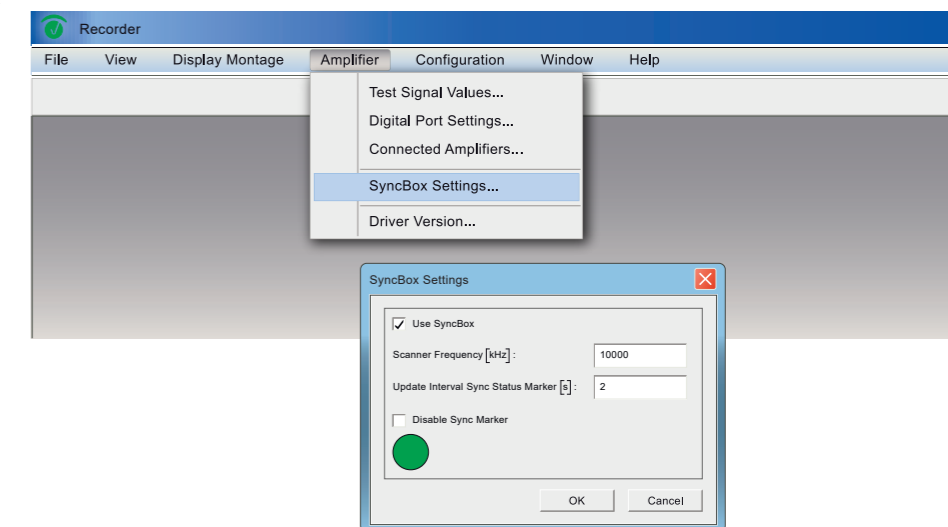 Recorder
File View Display Montage Amplifier Configuration Window Help
Test Signal Values...
Digital Port Settings...
Connected Amplifiers...
SyncBox Settings...
Driver Version...
SyncBox Settings
Use SyncBox
Scanner Frequency [kHz] : 10000
Update Interval Sync Status Marker [s] : 2
Disable Sync Marker
OK Cancel